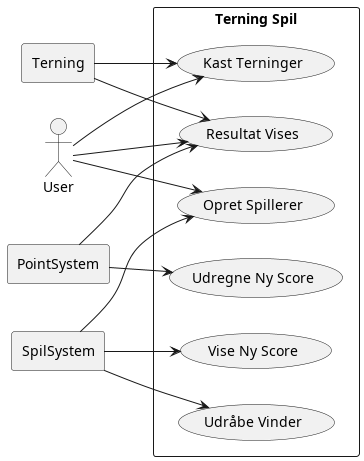 Terning Spil
Terning
Kast Terninger
Resultat Vises
User
Opret Spillerer
PointSystem
Udregne Ny Score
SpilSystem
Vise Ny Score
Udråbe Vinder